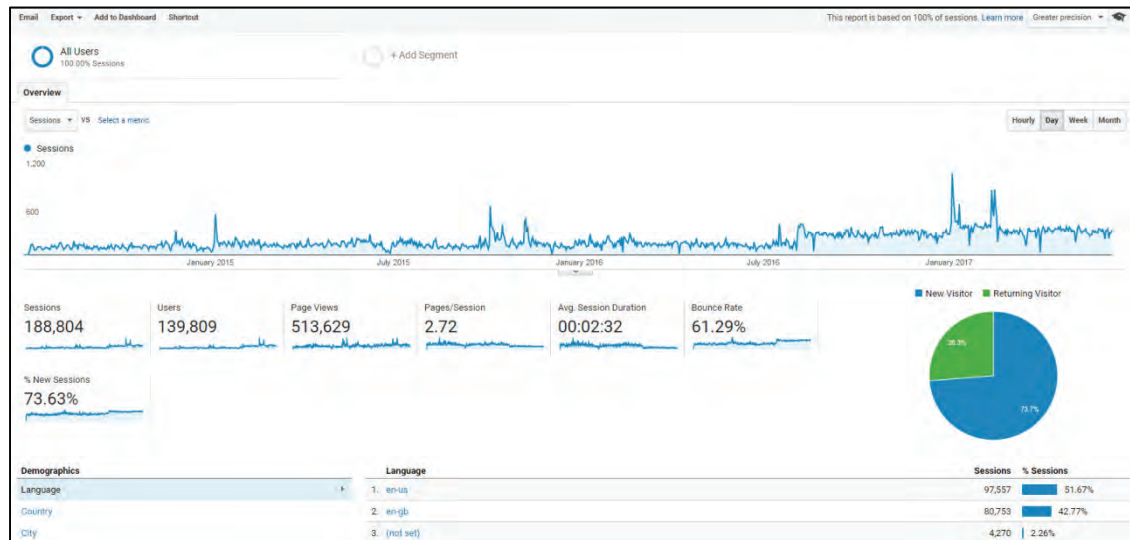 Email Export Add to Dashboard Shortcut This report is based on 100% of sessions. Learn more Greater precision
All Users
100.00% Sessions
+ Add Segment
Overview
Sessions VS Select a metric
Hourly Day Week Month
Sessions
1,200
600
January 2015 July 2015 January 2016 July 2016 January 2017
New Visitor Returning Visitor
Sessions Users Page Views Pages/Session Avg. Session Duration Bounce Rate
188,804 139,809 513,629 2.72 00:02:32 61.29%
26.3%
73.7%
% New Sessions
73.63%
Demographics Language Sessions % Sessions
Language 1. en-us 97,557 51.67%
Country 2. en-gb 80,753 42.77%
City 3. (not set) 4,270 2.26%